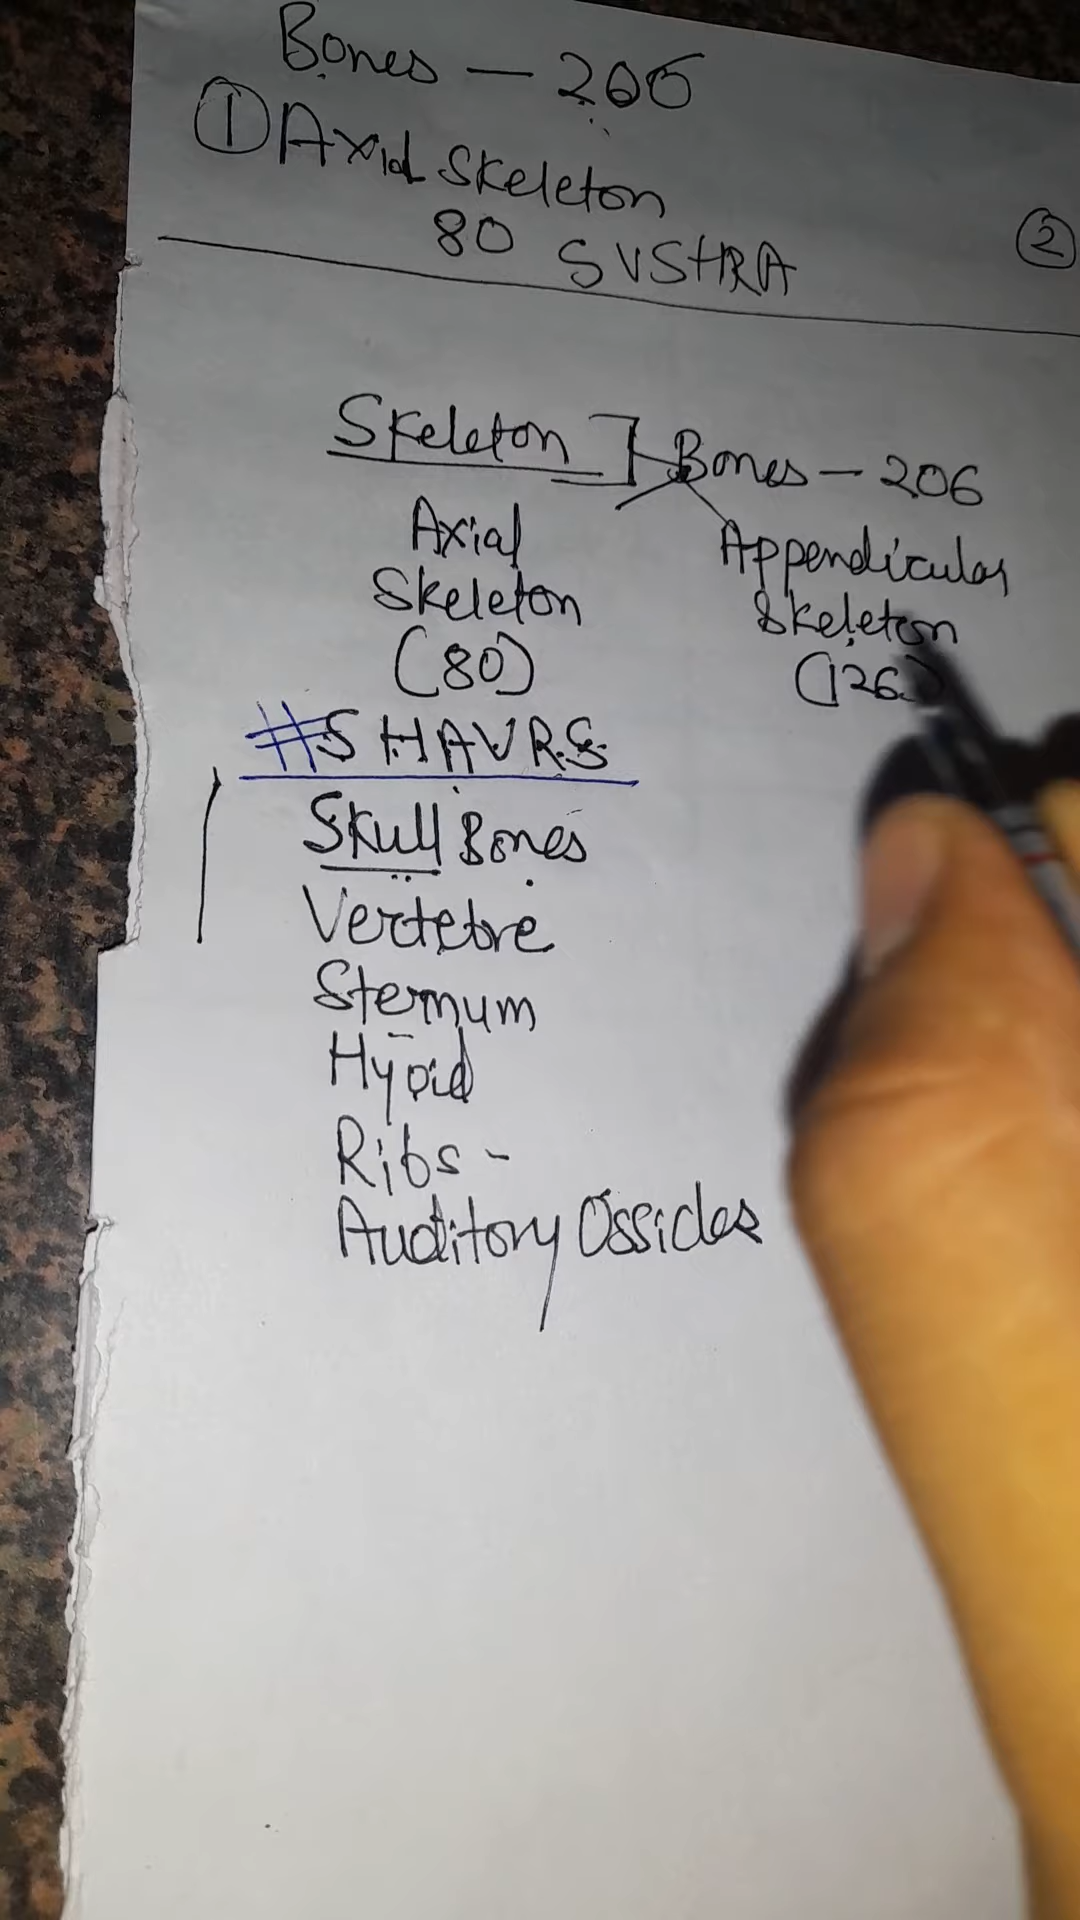 Bones - 206
① Axial Skeleton
80 SVSHRA
②
Skeleton ] Bones - 206
Axial
Skeleton
(80)
Appendicular
Skeleton
(126)
#SHAVRS
Skull Bones
Vertebre
Sternum
Hyoid
Ribs -
Auditory Ossicles